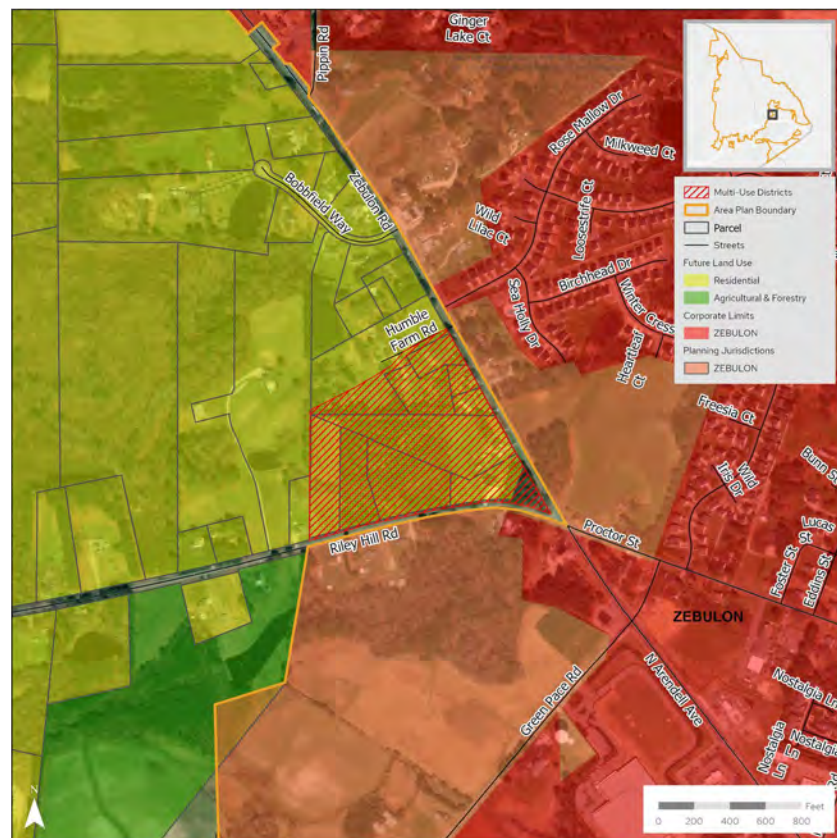 Ginger
Lake Ct
Pippin Rd
Rose Mallow Dr
Milkweed Ct
Zebulon Rd
Bobbfield Way
Loosestrife Ct
Wild
Lilac Ct
Birchhead Dr
Sea Holly Dr
Winter Cress
Humble
Farm Rd
Heartleaf
Ct
Freesia Ct
Wild
Iris Dr
Bunn St
Lucas
St
Foster St
Eddins St
Riley Hill Rd
Proctor St
ZEBULON
Green Pace Rd
N Arendell Ave
Nostalgia Ln
Nostalgia
Ln
Nostalgia
Ln
Multi-Use Districts
Area Plan Boundary
Parcel
Streets
Future Land Use
Residential
Agricultural & Forestry
Corporate Limits
ZEBULON
Planning Jurisdictions
ZEBULON
N
Feet
0 200 400 600 800